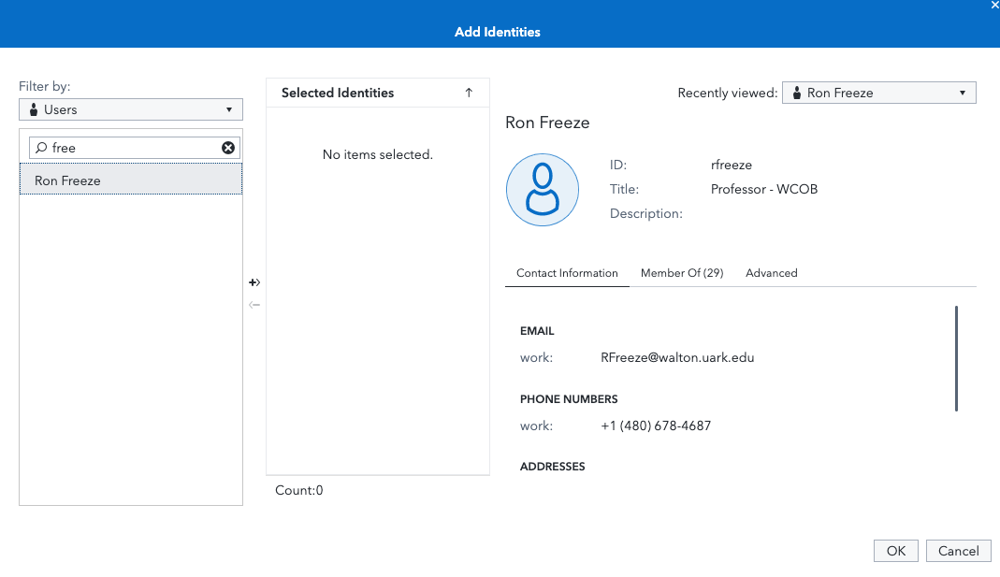 Add Identities
Filter by:
Users
free
Ron Freeze
Selected Identities
No items selected.
Count:0
Recently viewed: Ron Freeze
Ron Freeze
ID: rfreeze
Title: Professor - WCOB
Description:
Contact Information Member Of (29) Advanced
EMAIL
work: RFreeze@walton.uark.edu
PHONE NUMBERS
work: +1 (480) 678-4687
ADDRESSES
OK Cancel